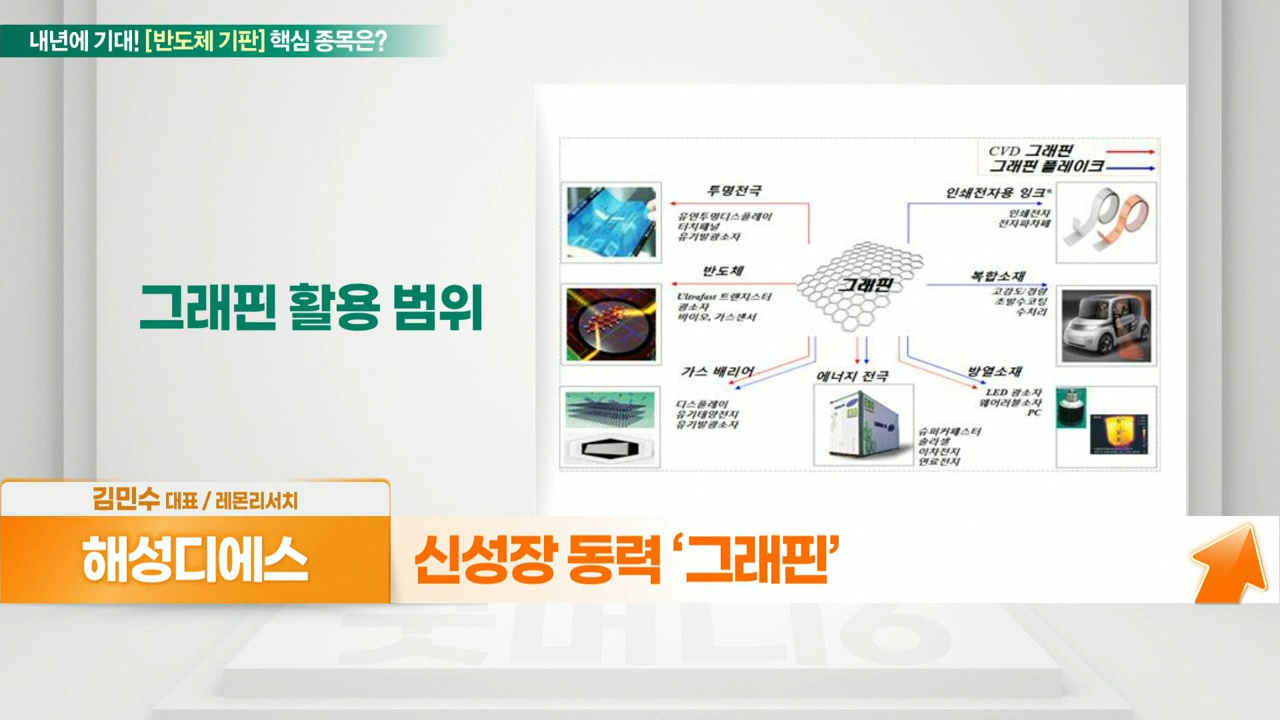 내년에 기대! [반도체 기판] 핵심 종목은?
그래핀 활용 범위
CVD 그래핀
그래핀 플레이크
투명전극
유연투명디스플레이
터치패널
유기발광소자
인쇄전자용 잉크*
인쇄전자
전자파차폐
반도체
Ultrafast 트랜지스터
광소자
바이오, 가스센서
그래핀
복합소재
고강도/경량
초발수코팅
수처리
가스 배리어
디스플레이
유기태양전지
유기발광소자
에너지 전극
슈퍼커패스터
솔라셀
이차전지
연료전지
방열소재
LED 광소자
웨어러블소자
PC
김민수 대표 / 레몬리서치
해성디에스
신성장 동력 ‘그래핀’